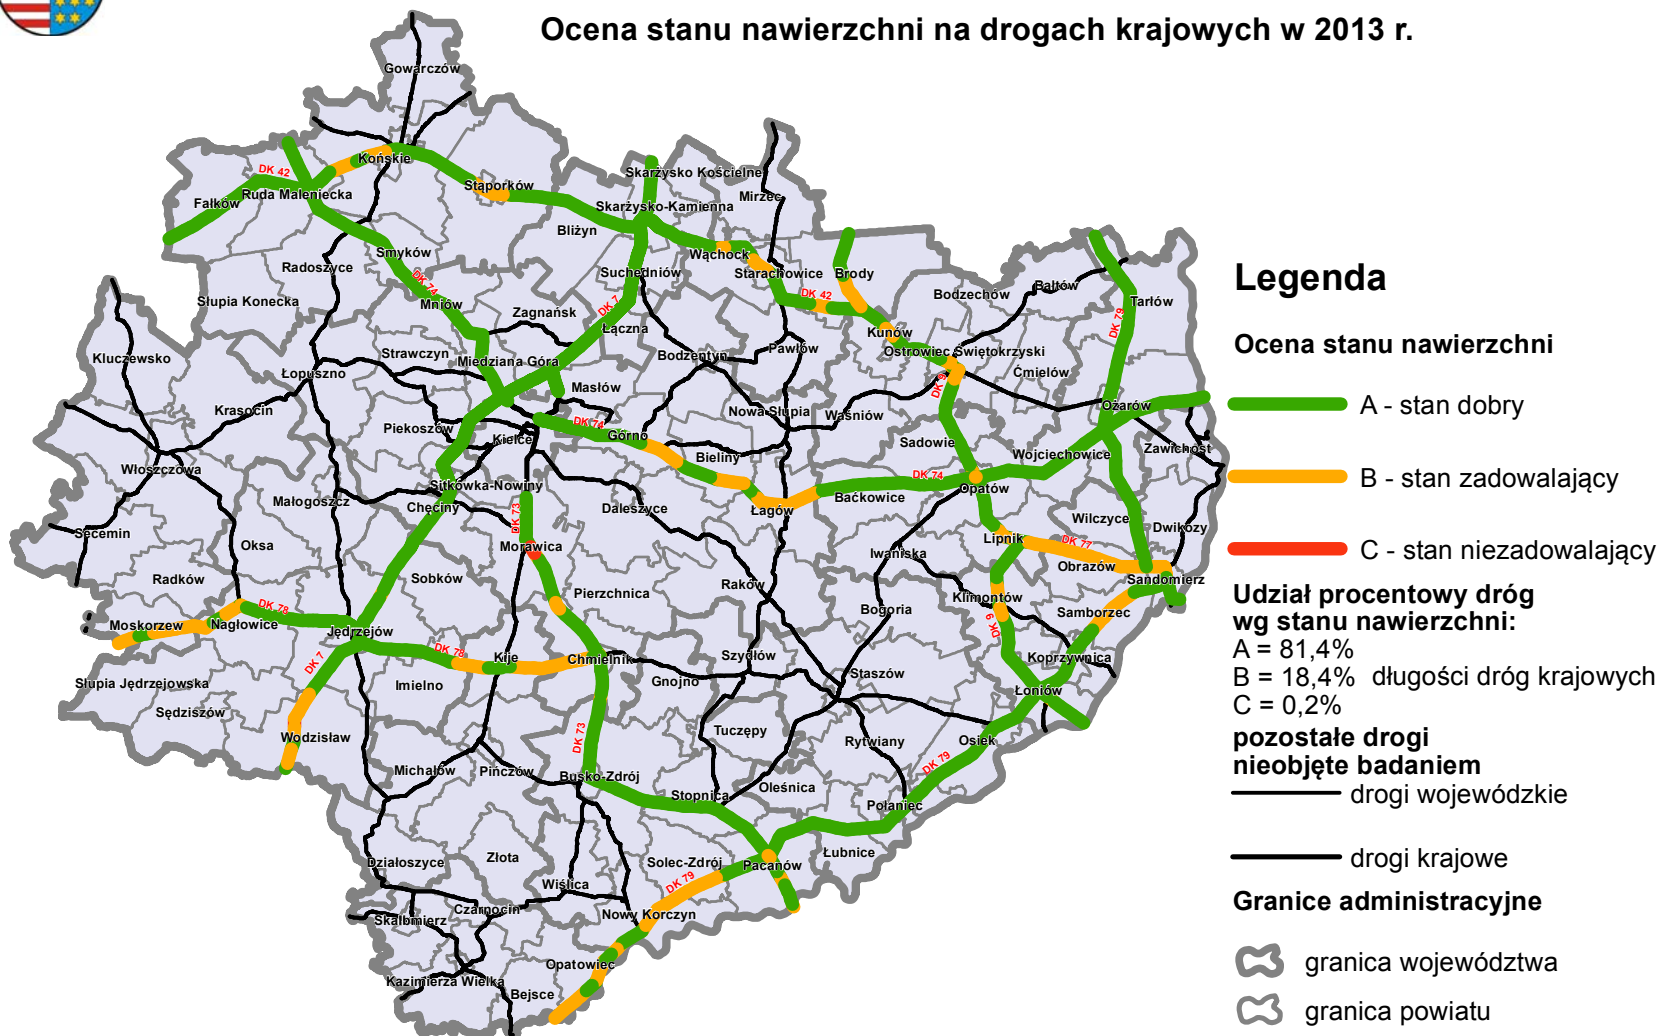 Ocena stanu nawierzchni na drogach krajowych w 2013 r.
Gowarczów
Końskie
DK 42
Ruda Maleniecka
Fałków
Stąporków
Skarżysko Kościelne
Mirzec
Skarżysko-Kamienna
Bliżyn
Smyków
Radoszyce
Wąchock
Starachowice
Brody
Suchedniów
DK 74
Słupia Konecka
Mniów
Zagnańsk
DK 7
Łączna
DK 42
Bodzechów
Bałtów
Tarłów
DK 79
Kunów
Ostrowiec Świętokrzyski
Kluczewsko
Strawczyn
Miedziana Góra
Bodzentyn
Pawłów
Łopuszno
Masłów
Ćmielów
DK 9
Krasocin
Nowa Słupia
Waśniów
Ożarów
Piekoszów
DK 74
Kielce
Górno
Sadowie
Wojciechowice
Zawichost
Bieliny
Włoszczowa
DK 74
Sitkówka-Nowiny
Opatów
Małogoszcz
Chęciny
Daleszyce
Łagów
Baćkowice
DK 73
Wilczyce
Dwikozy
Secemin
Oksa
Morawica
Lipnik
DK 77
Iwaniska
Obrazów
Radków
Sobków
Pierzchnica
Raków
Klimontów
Sandomierz
DK 78
Bogoria
Samborzec
Moskorzew
Nagłowice
Jędrzejów
DK 9
DK 7
DK 78
Kije
Chmielnik
Szydłów
Koprzywnica
Słupia Jędrzejowska
Imielno
Gnojno
Staszów
Łoniów
Sędziszów
Wodzisław
DK 73
Tuczępy
Rytwiany
Osiek
Michałów
Pińczów
Busko-Zdrój
DK 79
Stopnica
Oleśnica
Połaniec
Działoszyce
Złota
Solec-Zdrój
Pacanów
Łubnice
DK 79
Wiślica
Skalbmierz
Czarnocin
Nowy Korczyn
Opatowiec
Kazimierza Wielka
Bejsce
Legenda
Ocena stanu nawierzchni
A - stan dobry
B - stan zadowalający
C - stan niezadowalający
Udział procentowy dróg
wg stanu nawierzchni:
A = 81,4%
B = 18,4% długości dróg krajowych
C = 0,2%
pozostałe drogi
nieobjęte badaniem
drogi wojewódzkie
drogi krajowe
Granice administracyjne
granica województwa
granica powiatu